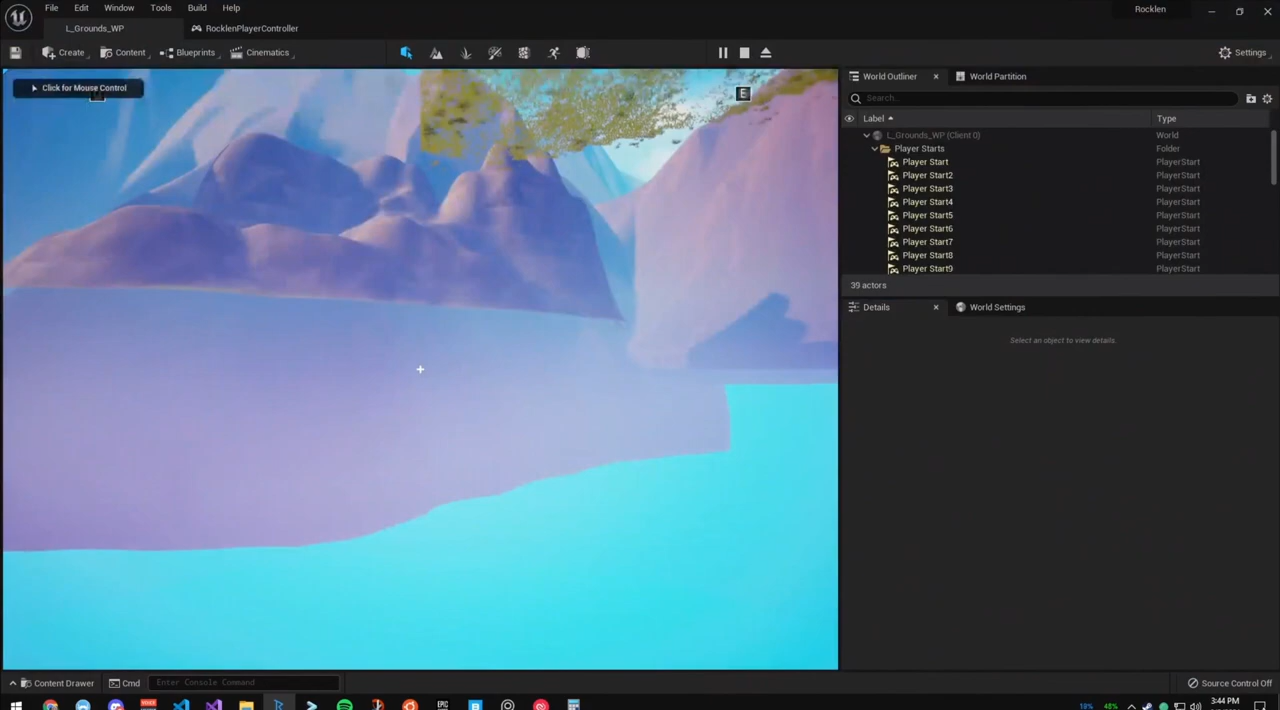 File Edit Window Tools Build Help
Rocklen
L_Grounds_WP
RocklenPlayerController
Create Content Blueprints Cinematics
Settings
Click for Mouse Control
E
World Outliner World Partition
Search...
Label Type
L_Grounds_WP (Client 0) World
Player Starts Folder
Player Start PlayerStart
Player Start2 PlayerStart
Player Start3 PlayerStart
Player Start4 PlayerStart
Player Start5 PlayerStart
Player Start6 PlayerStart
Player Start7 PlayerStart
Player Start8 PlayerStart
Player Start9 PlayerStart
39 actors
Details World Settings
Select an object to view details.
Content Drawer Cmd Enter Console Command
Source Control Off
EPIC
48%
3:44 PM